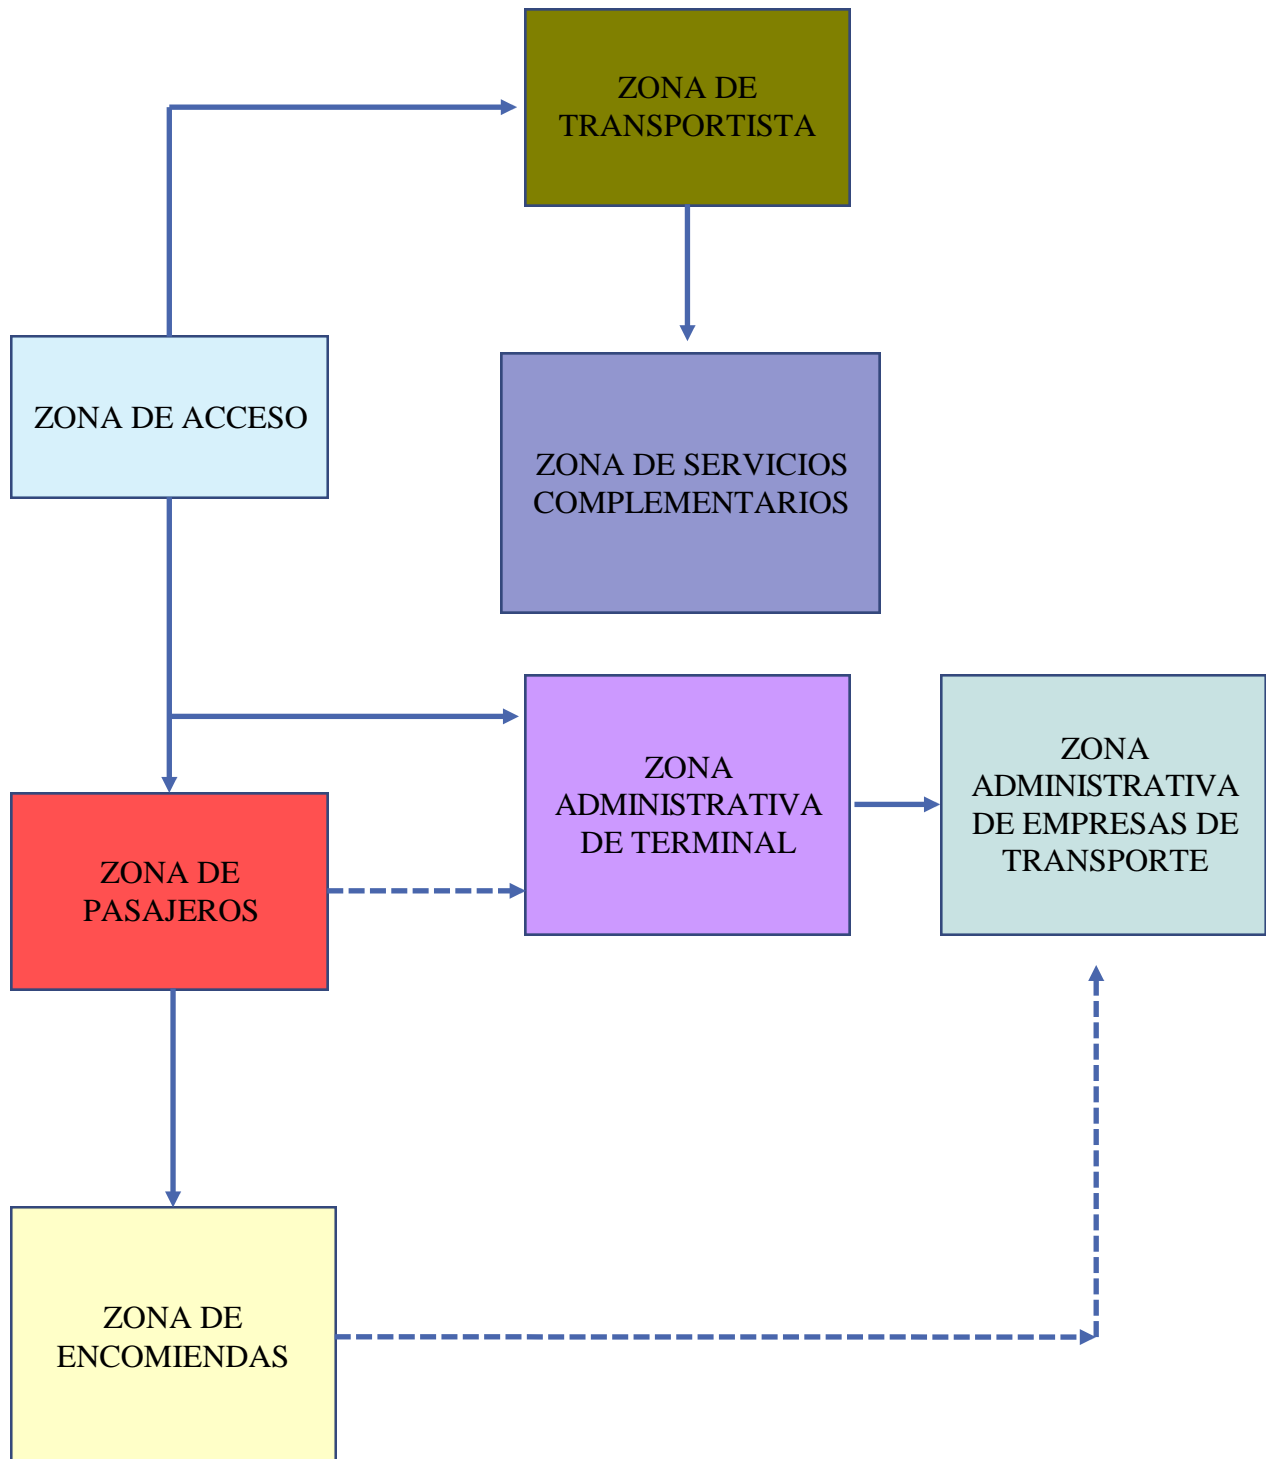 ZONA DE
TRANSPORTISTA
ZONA DE ACCESO
ZONA DE SERVICIOS
COMPLEMENTARIOS
ZONA
ADMINISTRATIVA
DE TERMINAL
ZONA
ADMINISTRATIVA
DE EMPRESAS DE
TRANSPORTE
ZONA DE
PASAJEROS
ZONA DE
ENCOMIENDAS